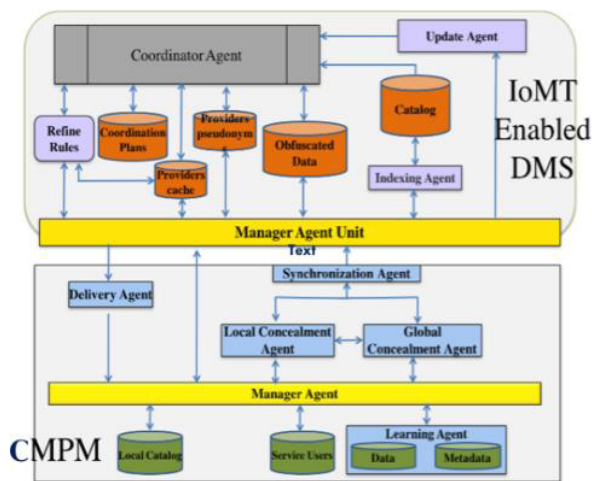 Coordinator Agent
Update Agent
IoMT
Enabled
DMS
Refine
Rules
Coordination
Plans
Providers
pseudonym
s
Providers
cache
Obfuscated
Data
Catalog
Indexing Agent
Manager Agent Unit
Text
Synchronization Agent
Delivery Agent
Local Concealment
Agent
Global
Concealment Agent
Manager Agent
CMPM
Local Catalog
Service Users
Learning Agent
Data
Metadata